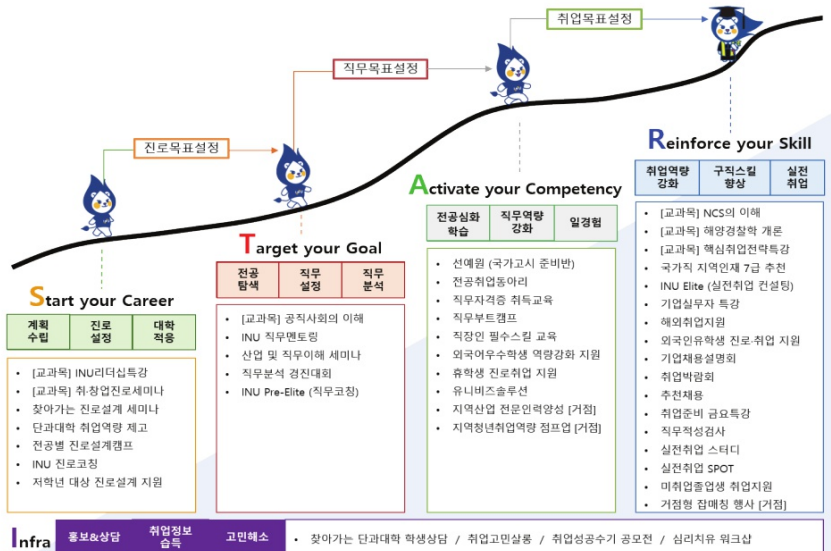 취업목표설정
직무목표설정
진로목표설정
Start your Career
계획 수립
진로 설정
대학 적응
• [교과목] INU리더십특강
• [교과목] 취·창업진로세미나
• 찾아가는 진로설계 세미나
• 단과대학 취업역량 제고
• 전공별 진로설계캠프
• INU 진로코칭
• 저학년 대상 진로설계 지원
Target your Goal
전공 탐색
직무 설정
직무 분석
• [교과목] 공직사회의 이해
• INU 직무멘토링
• 산업 및 직무이해 세미나
• 직무분석 경진대회
• INU Pre-Elite (직무코칭)
Activate your Competency
전공심화 학습
직무역량 강화
일경험
• 선예원 (국가고시 준비반)
• 전공취업동아리
• 직무자격증 취득교육
• 직무부트캠프
• 직장인 필수스킬 교육
• 외국어우수학생 역량강화 지원
• 휴학생 진로취업 지원
• 유니비즈솔루션
• 지역산업 전문인력양성 [거점]
• 지역청년취업역량 점프업 [거점]
Reinforce your Skill
취업역량 강화
구직스킬 향상
실전 취업
• [교과목] NCS의 이해
• [교과목] 해양경찰학 개론
• [교과목] 핵심취업전략특강
• 국가직 지역인재 7급 추천
• INU Elite (실전취업 컨설팅)
• 기업실무자 특강
• 해외취업지원
• 외국인유학생 진로·취업 지원
• 기업채용설명회
• 취업박람회
• 추천채용
• 취업준비 금요특강
• 직무적성검사
• 실전취업 스터디
• 실전취업 SPOT
• 미취업졸업생 취업지원
• 거점형 잡매칭 행사 [거점]
Infra
홍보&상담
취업정보 습득
고민해소
• 찾아가는 단과대학 학생상담 / 취업고민살롱 / 취업성공수기 공모전 / 심리치유 워크샵